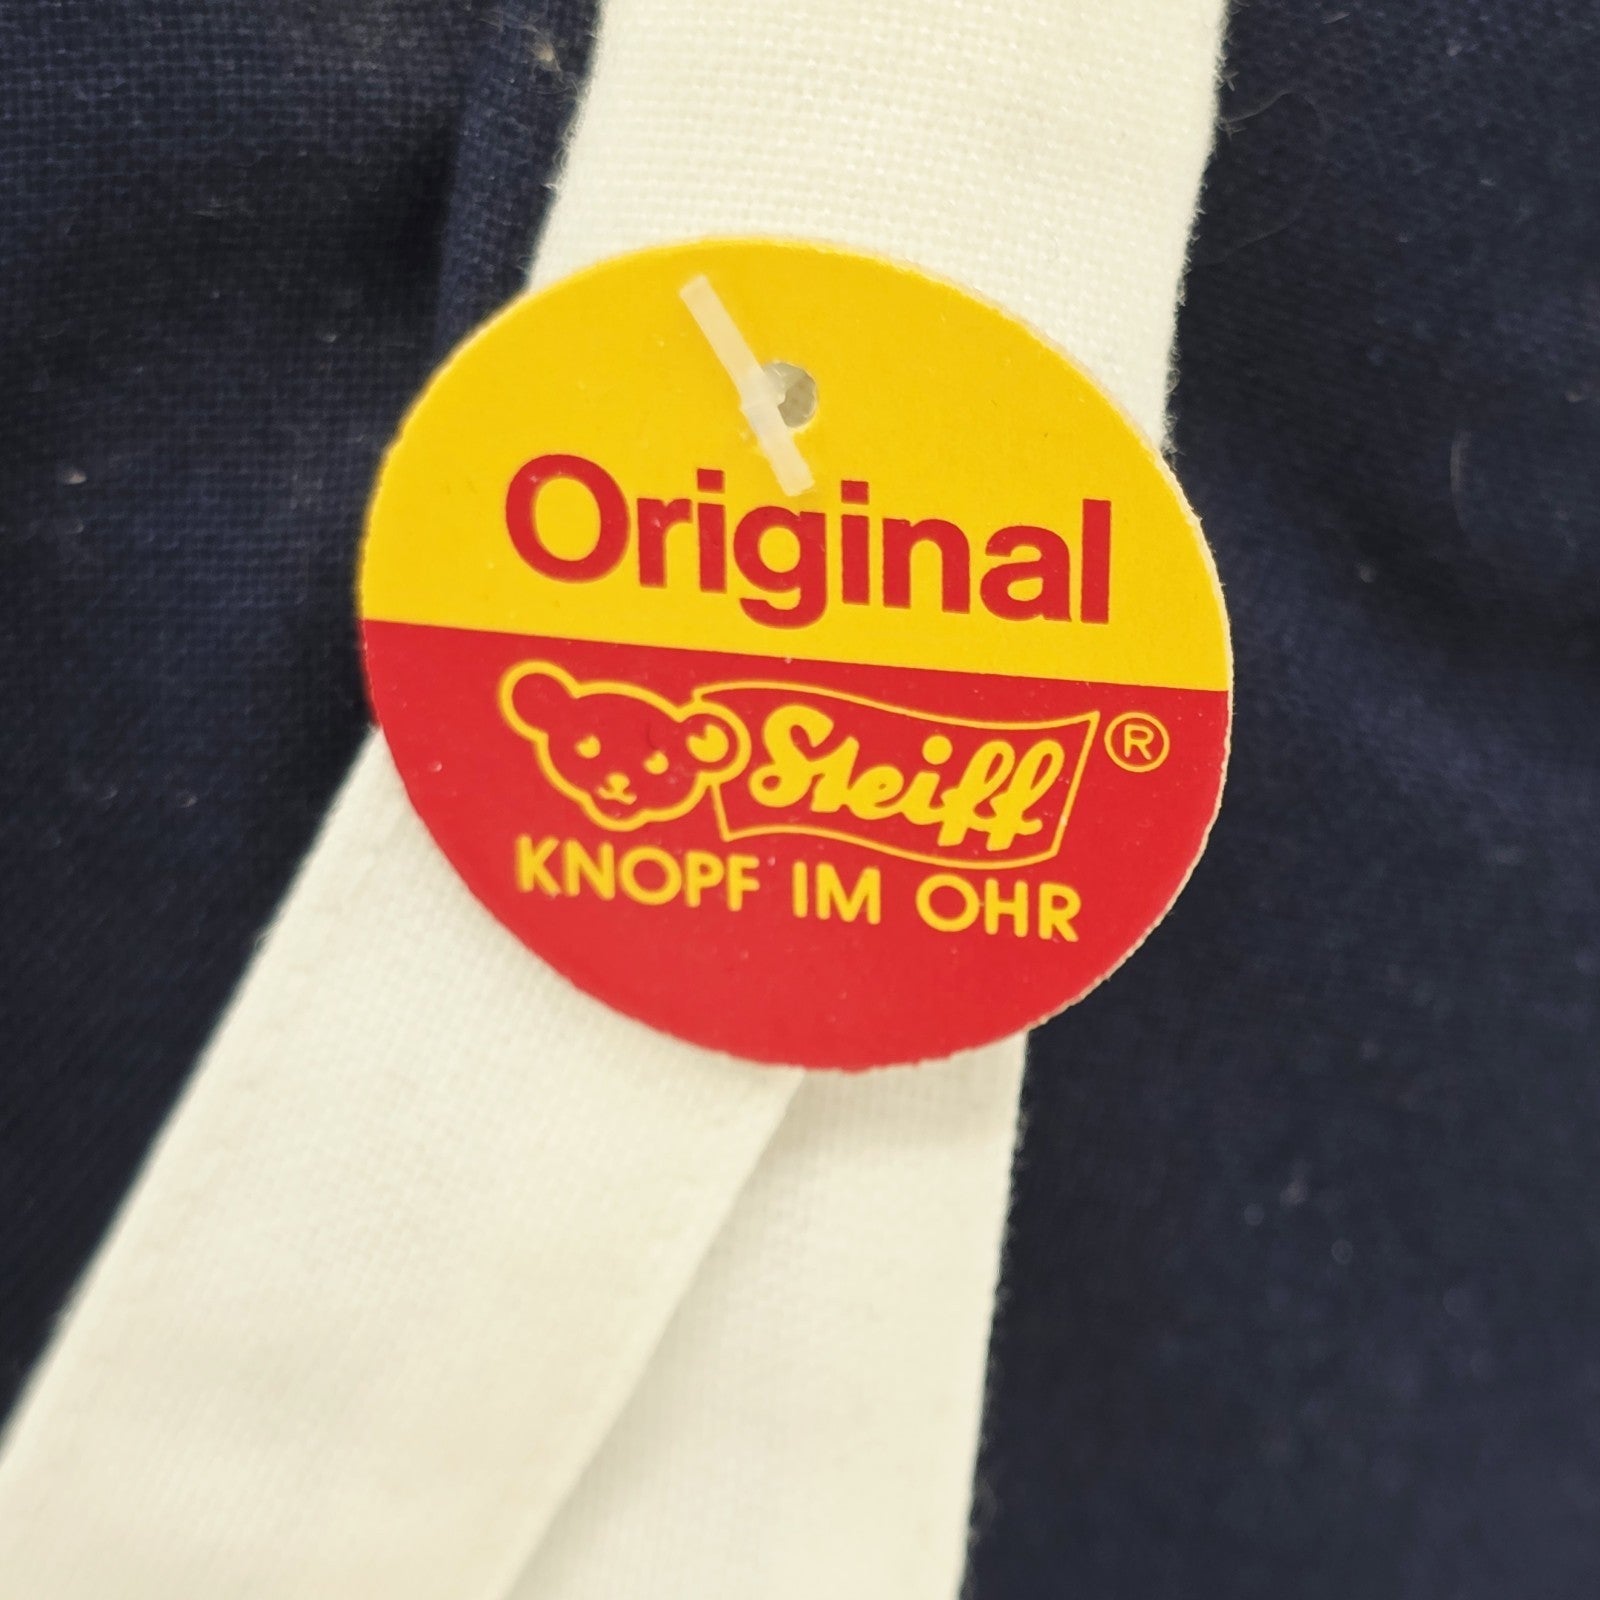 Original
Steiff ®
KNOPF IM OHR